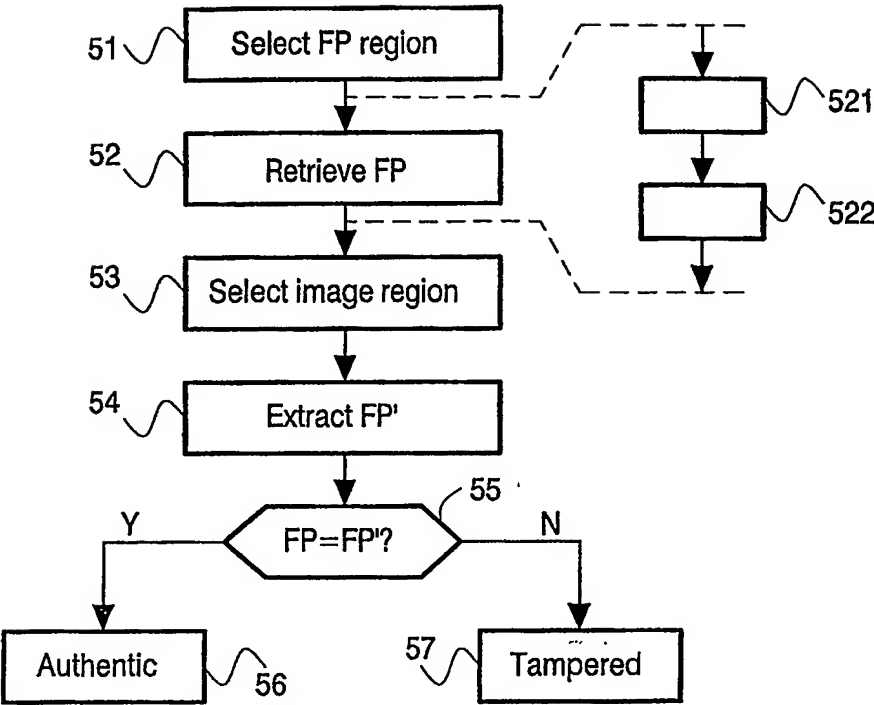 51
Select FP region
521
52
Retrieve FP
522
53
Select image region
54
Extract FP'
55
Y
FP=FP'?
N
Authentic
56
57
Tampered